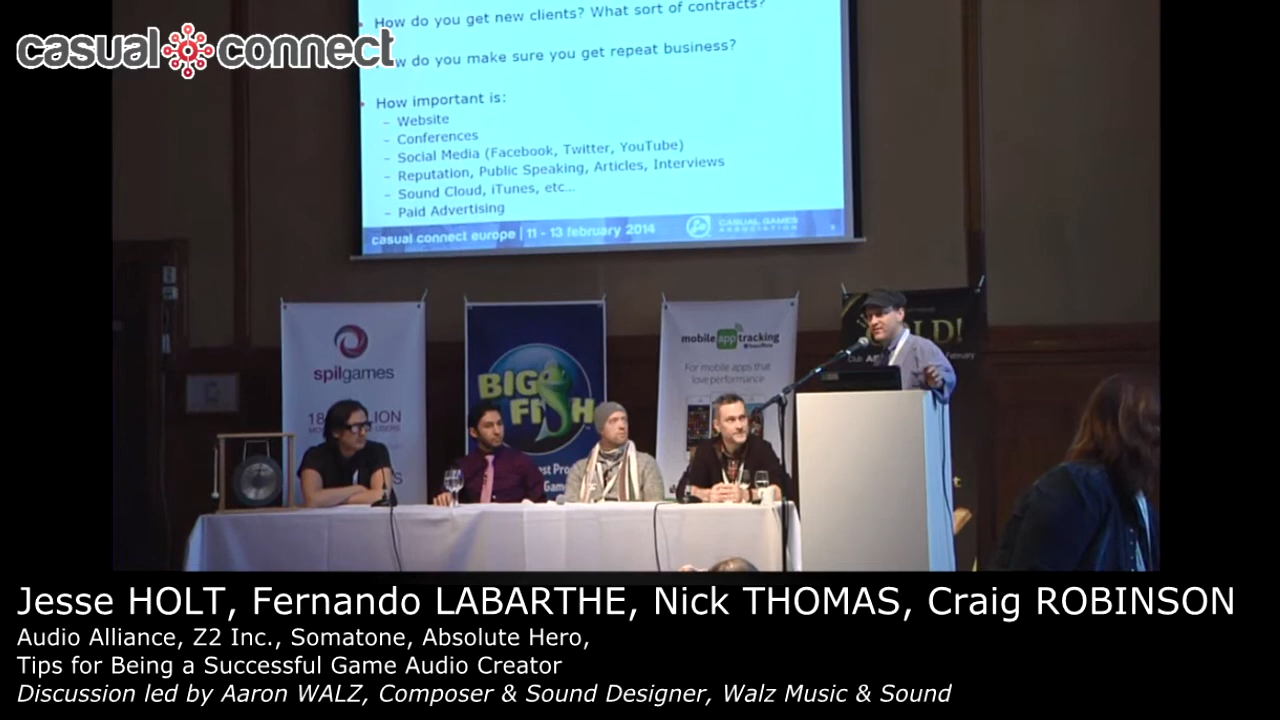 casual connect
How do you get new clients? What sort of contracts?
do you make sure you get repeat business?
How important is:
– Website
– Conferences
– Social Media (Facebook, Twitter, YouTube)
– Reputation, Public Speaking, Articles, Interviews
– Sound Cloud, iTunes, etc...
– Paid Advertising
casual connect europe | 11 - 13 february 2014
CASUAL GAMES
ASSOCIATION
spilgames
BIG
FISH
mobile app tracking
For mobile apps that
love performance
Jesse HOLT, Fernando LABARTHE, Nick THOMAS, Craig ROBINSON
Audio Alliance, Z2 Inc., Somatone, Absolute Hero,
Tips for Being a Successful Game Audio Creator
Discussion led by Aaron WALZ, Composer & Sound Designer, Walz Music & Sound